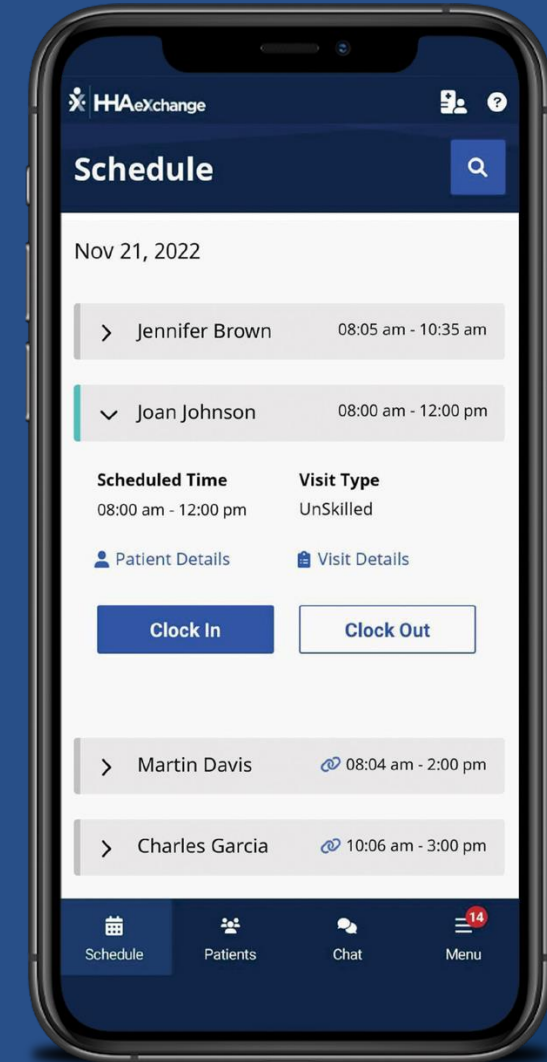 HHAeXchange
?
Schedule
Nov 21, 2022
Jennifer Brown 08:05 am - 10:35 am
Joan Johnson 08:00 am - 12:00 pm
Scheduled Time Visit Type
08:00 am - 12:00 pm UnSkilled
Patient Details Visit Details
Clock In Clock Out
Martin Davis 08:04 am - 2:00 pm
Charles Garcia 10:06 am - 3:00 pm
14
Schedule Patients Chat Menu